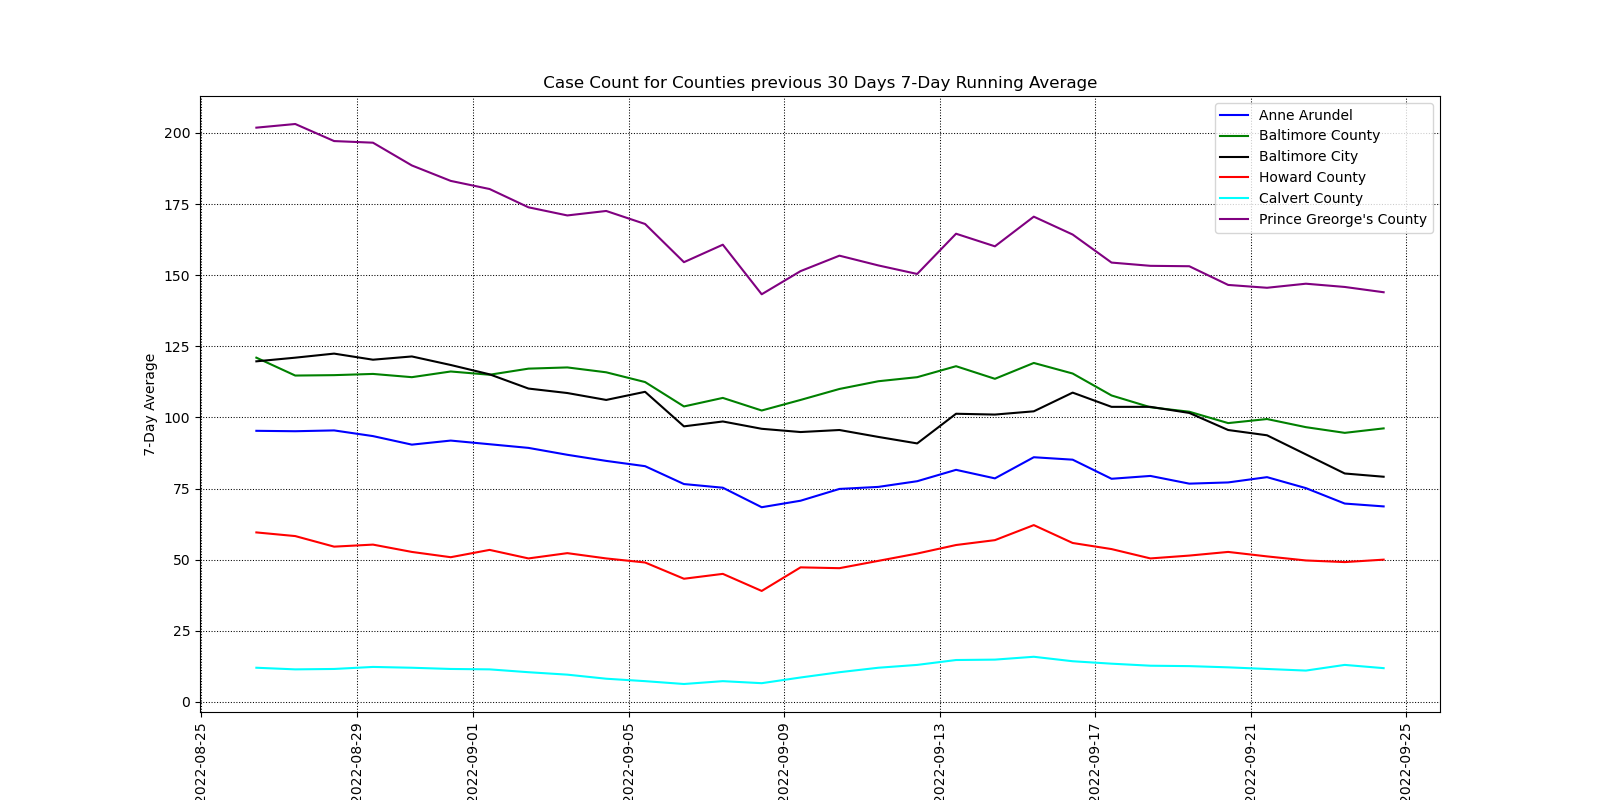 Case Count for Counties previous 30 Days 7-Day Running Average
Anne Arundel
Baltimore County
Baltimore City
Howard County
Calvert County
Prince Greorge's County
7-Day Average
200
175
150
125
100
75
50
25
0
2022-08-25
2022-08-29
2022-09-01
2022-09-05
2022-09-09
2022-09-13
2022-09-17
2022-09-21
2022-09-25